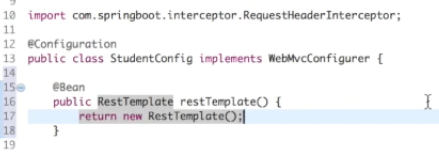 9
10 import com.springboot.interceptor.RequestHeaderInterceptor;
11
12 @Configuration
13 public class StudentConfig implements WebMvcConfigurer {
14
15 @Bean
16 public RestTemplate restTemplate() {
17 return new RestTemplate();
18 }
19